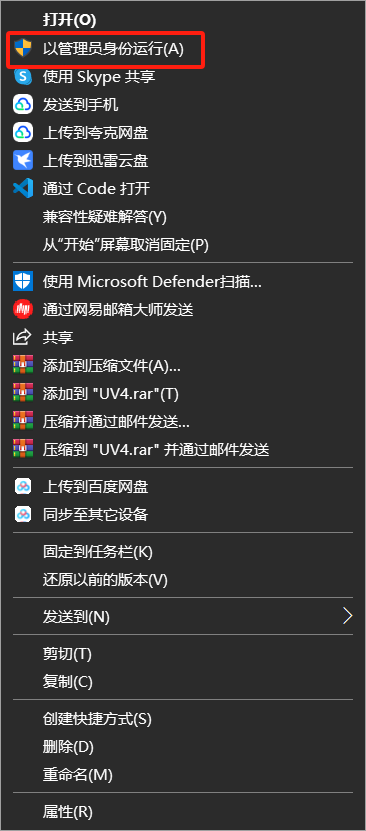 打开(O)
以管理员身份运行(A)
使用 Skype 共享
发送到手机
上传到夸克网盘
上传到迅雷云盘
通过 Code 打开
兼容性疑难解答(Y)
从“开始”屏幕取消固定(P)
使用 Microsoft Defender扫描...
通过网易邮箱大师发送
共享
添加到压缩文件(A)...
添加到 "UV4.rar"(T)
压缩并通过邮件发送...
压缩到 "UV4.rar" 并通过邮件发送
上传到百度网盘
同步至其它设备
固定到任务栏(K)
还原以前的版本(V)
发送到(N)
剪切(T)
复制(C)
创建快捷方式(S)
删除(D)
重命名(M)
属性(R)